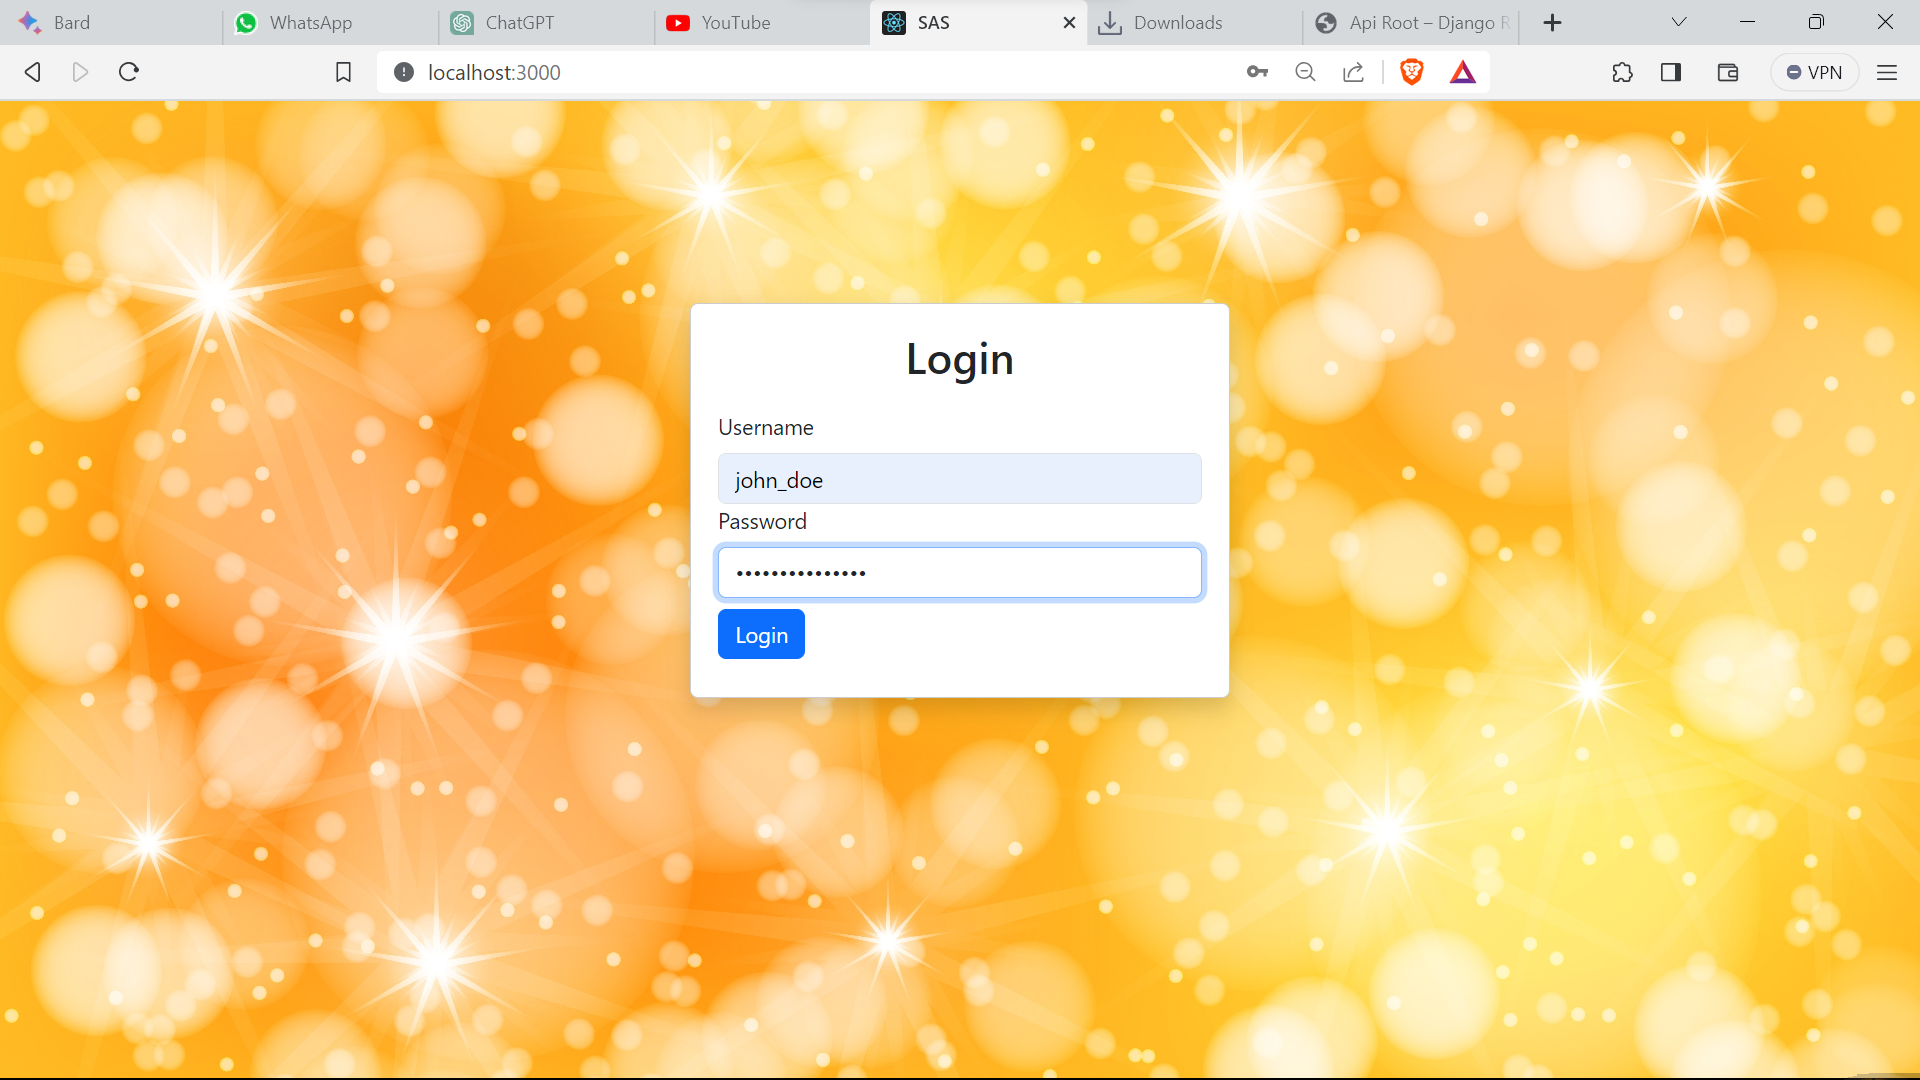 Bard
WhatsApp
ChatGPT
YouTube
SAS
Downloads
Api Root – Django R
localhost:3000
VPN
Login
Username
john_doe
Password
•••••••••••••••
Login